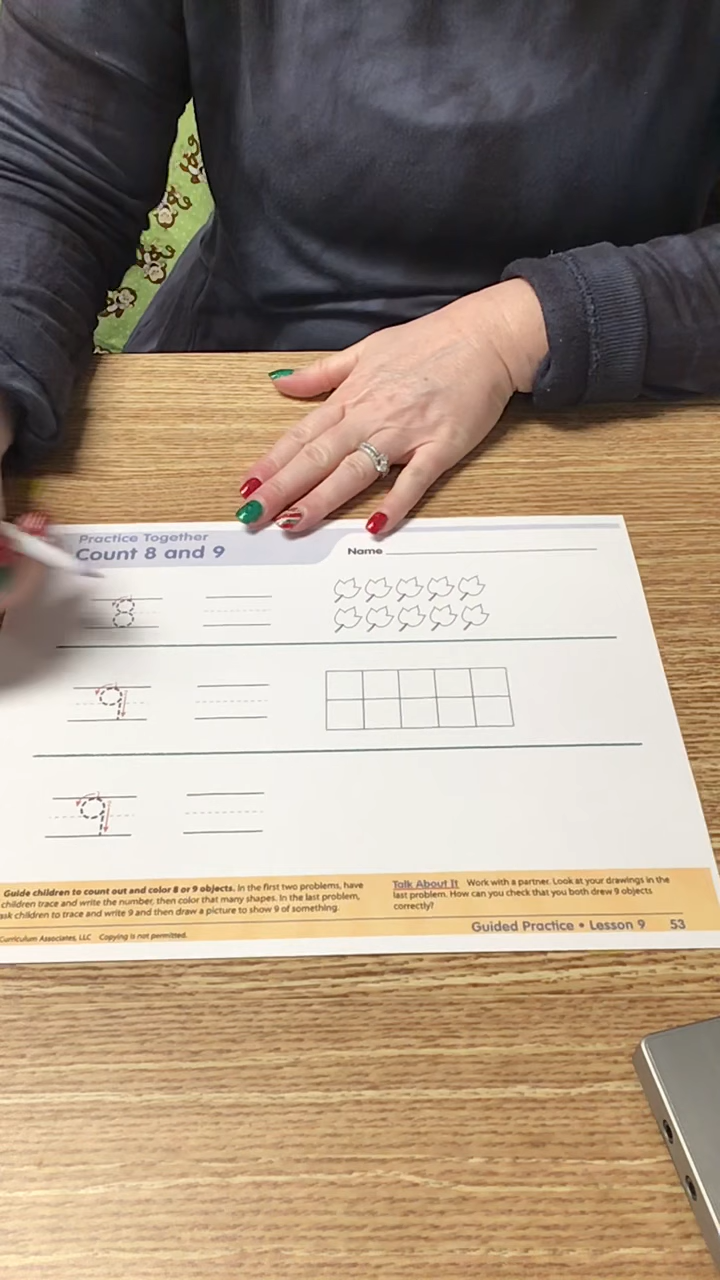 Practice Together
Count 8 and 9
Name
8
9
9
Guide children to count out and color 8 or 9 objects. In the first two problems, have
children trace and write the number, then color that many shapes. In the last problem,
ask children to trace and write 9 and then draw a picture to show 9 of something.
Talk About It Work with a partner. Look at your drawings in the
last problem. How can you check that you both drew 9 objects
correctly?
Curriculum Associates, LLC Copying is not permitted.
Guided Practice • Lesson 9 53